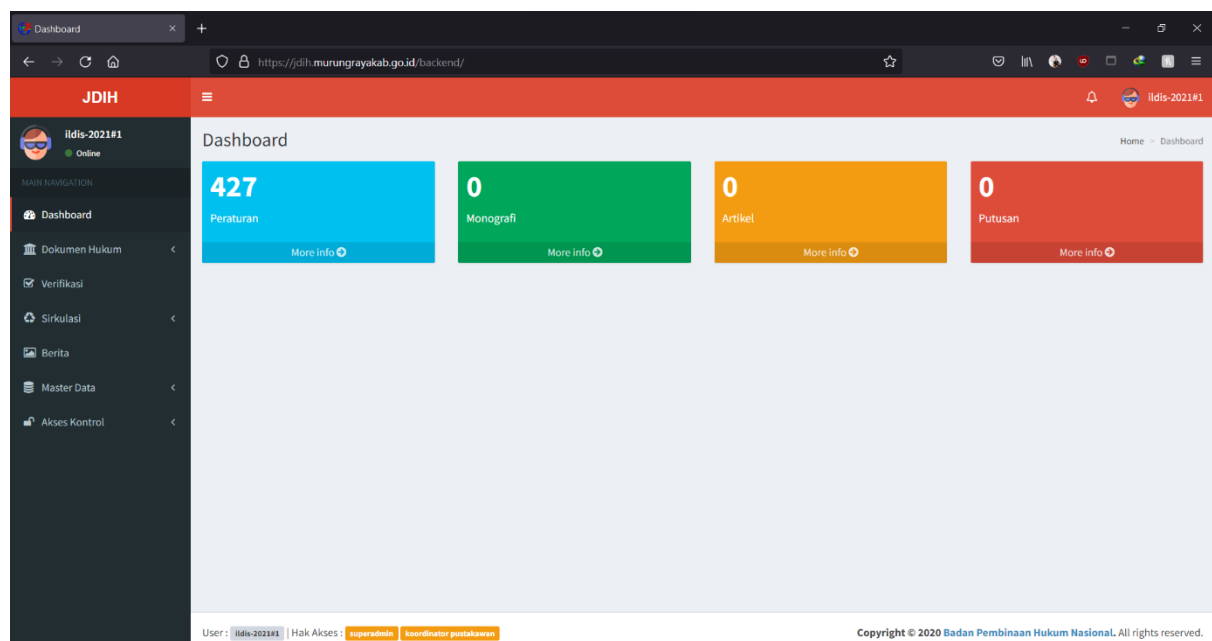 Dashboard
https://jdih.murungrayakab.go.id/backend/
JDIH
ildis-2021#1
ildis-2021#1
Online
MAIN NAVIGATION
Dashboard
Dokumen Hukum
Verifikasi
Sirkulasi
Berita
Master Data
Akses Kontrol
Dashboard
Home > Dashboard
427
Peraturan
More info
0
Monografi
More info
0
Artikel
More info
0
Putusan
More info
User : ildis-2021#1 | Hak Akses : superadmin koordinator pustakawan
Copyright © 2020 Badan Pembinaan Hukum Nasional. All rights reserved.